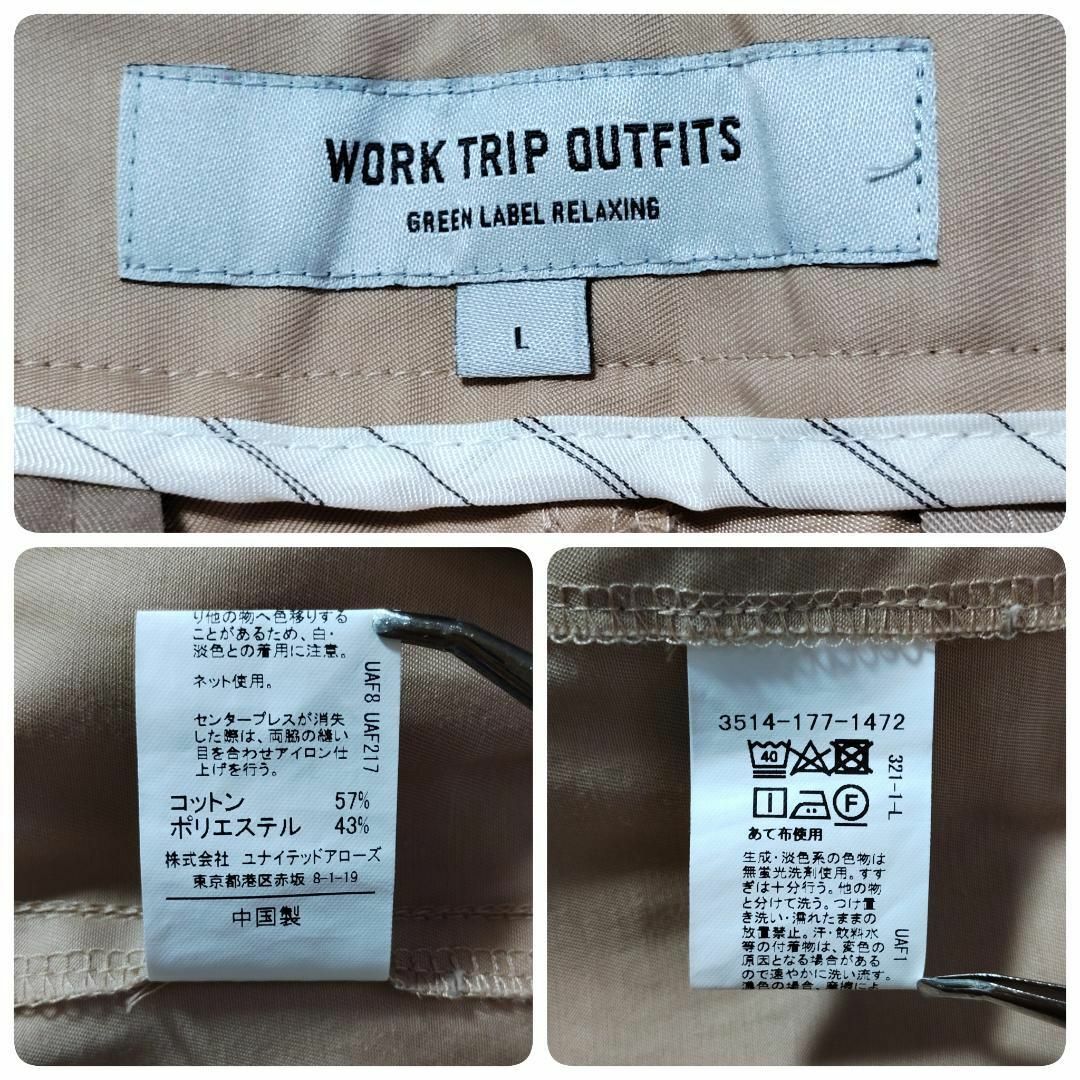 WORK TRIP OUTFITS
GREEN LABEL RELAXING
L
り他の物へ色移りする
ことがあるため、白・
淡色との着用に注意。
ネット使用。
センタープレスが消失
した際は、両脇の縫い
目を合わせアイロン仕
上げを行う。
UAF8 UAF217
コットン 57%
ポリエステル 43%
株式会社 ユナイテッドアローズ
東京都港区赤坂 8-1-19
中国製
3514-177-1472
40
F
321-1-L
あて布使用
生成・淡色系の色物は
無蛍光洗剤使用。すす
ぎは十分行う。他の物
と分けて洗う。つけ置
き洗い・濡れたままの
放置禁止。汗・飲料水
等の付着物は、変色の
原因となる場合がある
ので速やかに洗い流す。
濃色の場合、摩擦によ
UAF1